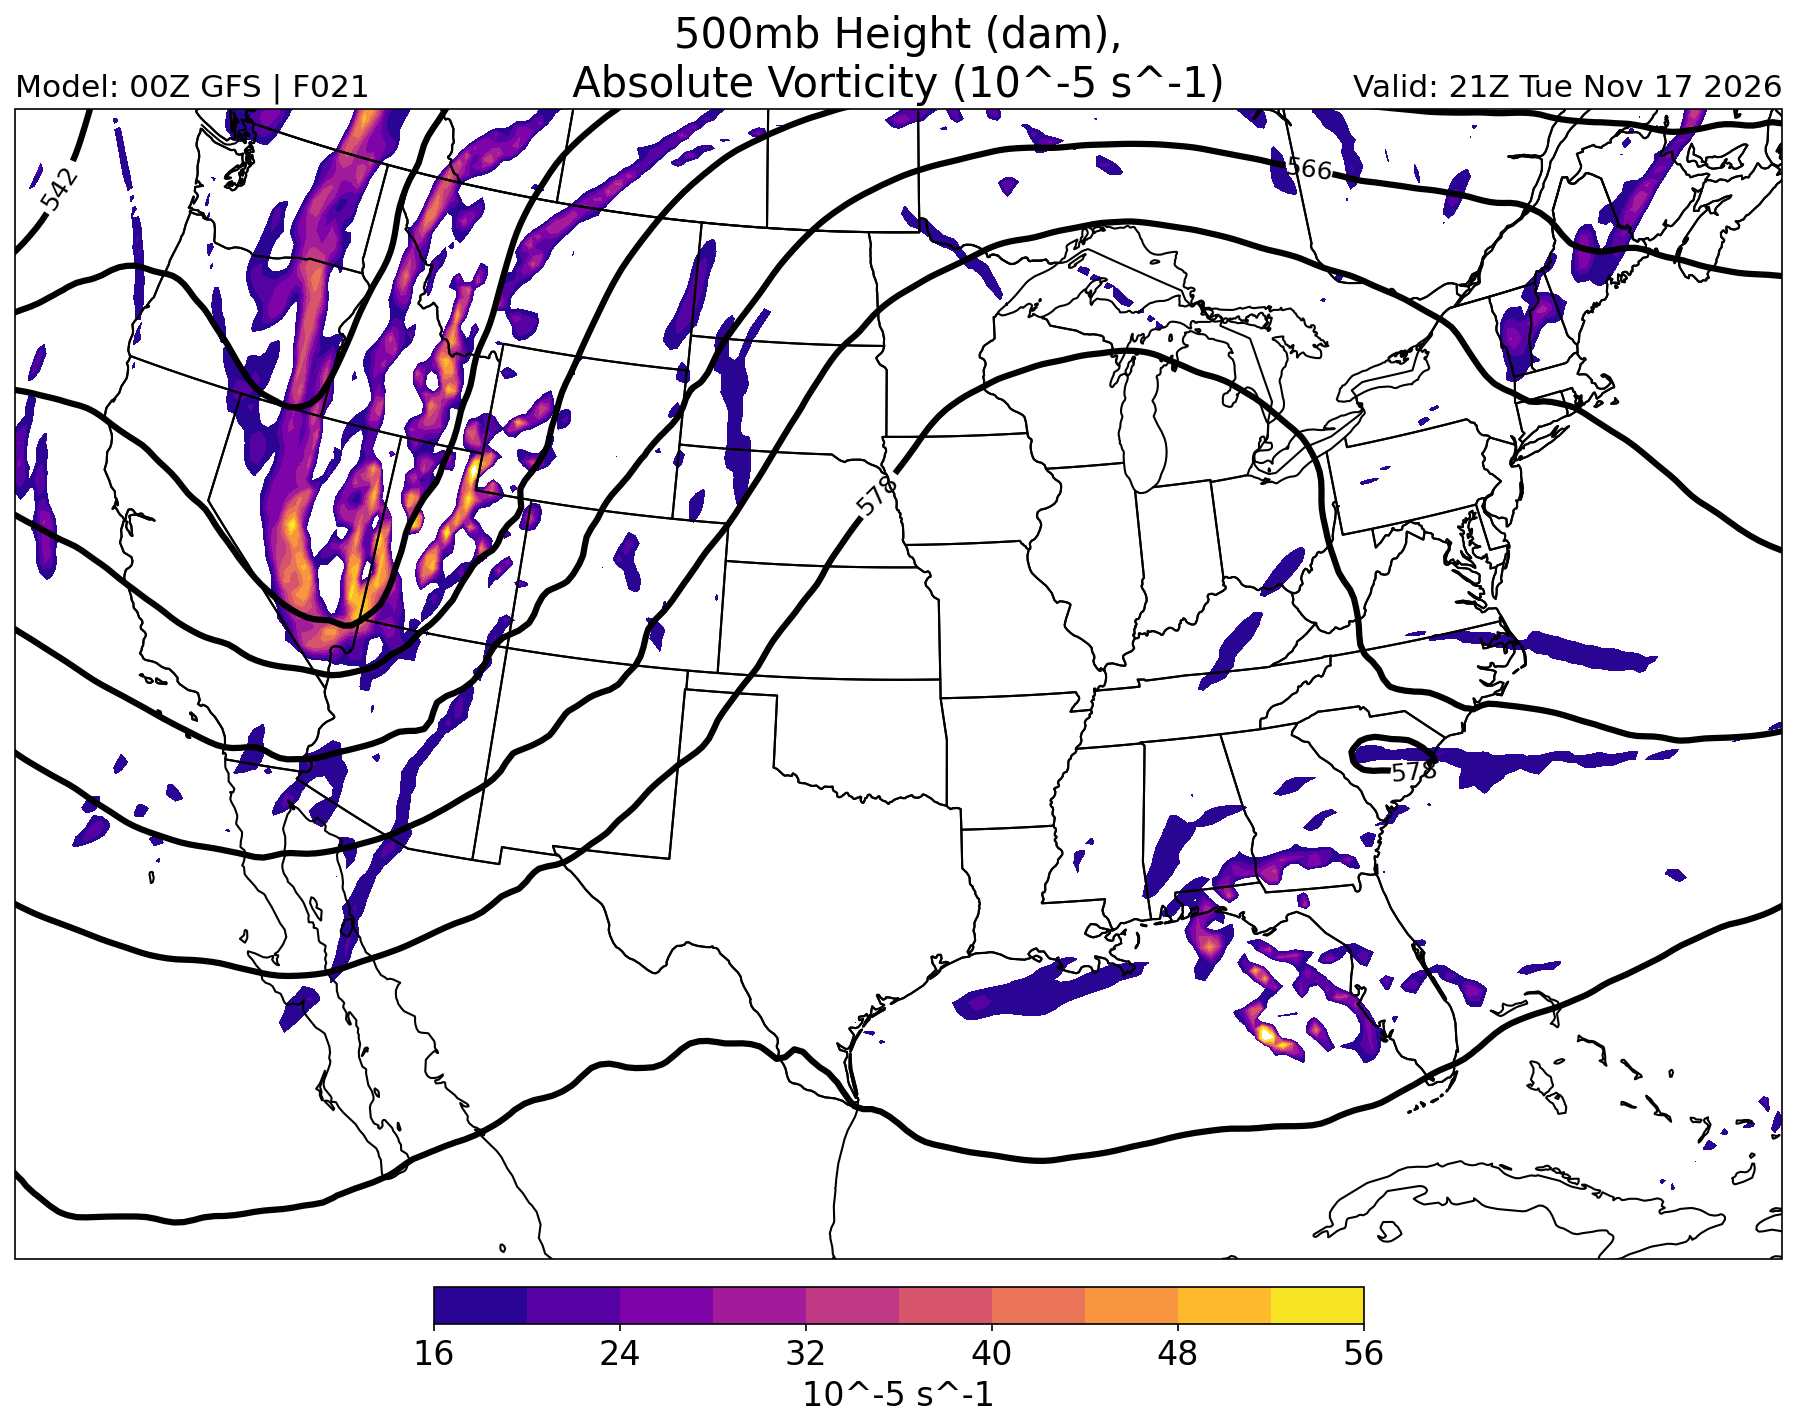 500mb Height (dam),
Absolute Vorticity (10^-5 s^-1)
Model: 00Z GFS | F021
Valid: 21Z Tue Nov 17 2026
542
566
578
578
16 24 32 40 48 56
10^-5 s^-1